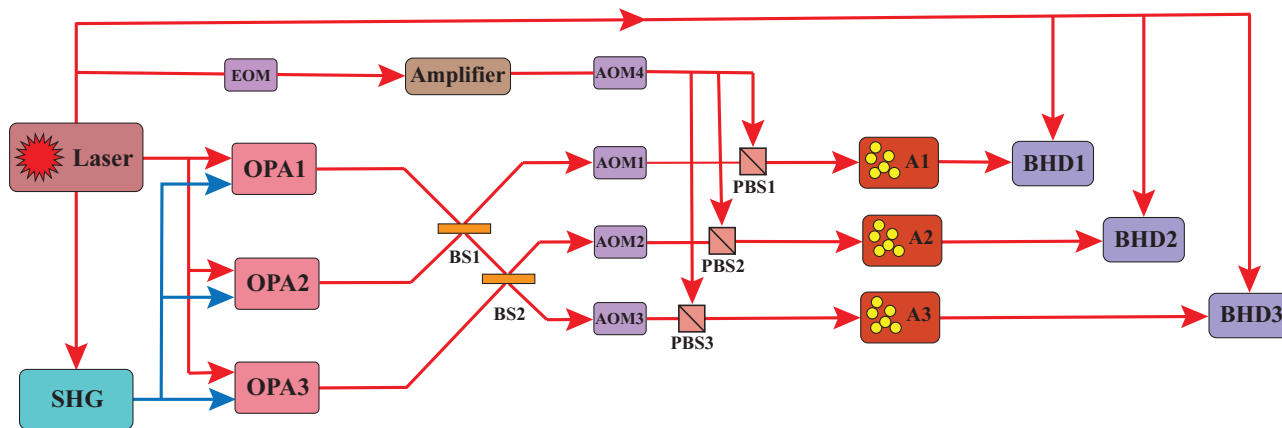 EOM
Amplifier
AOM4
Laser
OPA1
AOM1
PBS1
A1
BHD1
BS1
OPA2
AOM2
PBS2
A2
BHD2
BS2
AOM3
PBS3
A3
BHD3
SHG
OPA3